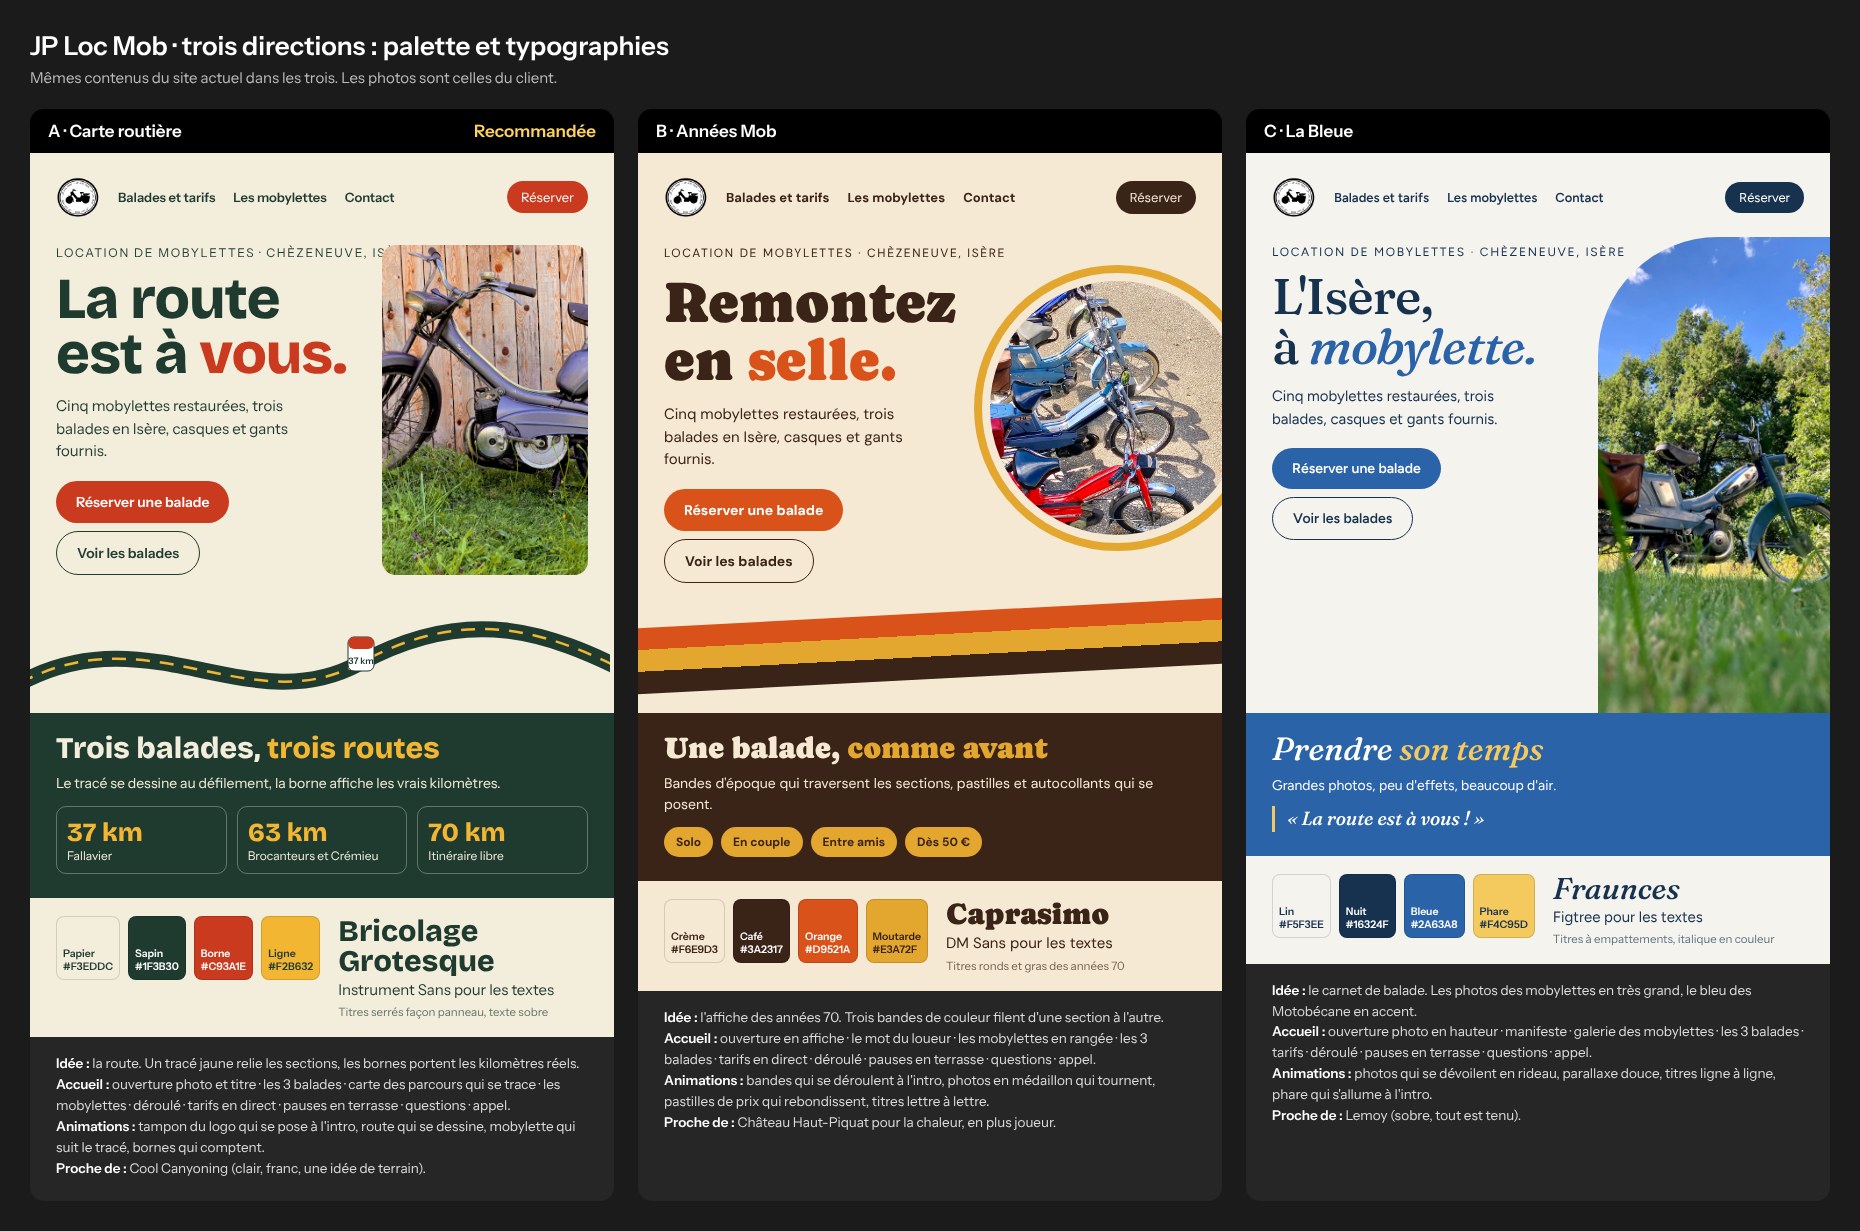 JP Loc Mob · trois directions : palette et typographies
Mêmes contenus du site actuel dans les trois. Les photos sont celles du client.
A · Carte routière
Recommandée
Balades et tarifs
Les mobylettes
Contact
Réserver
LOCATION DE MOBYLETTES · CHÈZENEUVE, IS
La route
est à vous.
Cinq mobylettes restaurées, trois
balades en Isère, casques et gants
fournis.
Réserver une balade
Voir les balades
37 km
Trois balades, trois routes
Le tracé se dessine au défilement, la borne affiche les vrais kilomètres.
37 km
Fallavier
63 km
Brocanteurs et Crémieu
70 km
Itinéraire libre
Papier
#F3EDDC
Sapin
#1F3B30
Borne
#C93A1E
Ligne
#F2B632
Bricolage
Grotesque
Instrument Sans pour les textes
Titres serrés façon panneau, texte sobre
Idée : la route. Un tracé jaune relie les sections, les bornes portent les kilomètres réels.
Accueil : ouverture photo et titre · les 3 balades · carte des parcours qui se trace · les
mobylettes · déroulé · tarifs en direct · pauses en terrasse · questions · appel.
Animations : tampon du logo qui se pose à l'intro, route qui se dessine, mobylette qui
suit le tracé, bornes qui comptent.
Proche de : Cool Canyoning (clair, franc, une idée de terrain).
B · Années Mob
Balades et tarifs
Les mobylettes
Contact
Réserver
LOCATION DE MOBYLETTES · CHÈZENEUVE, ISÈRE
Remontez
en selle.
Cinq mobylettes restaurées, trois
balades en Isère, casques et gants
fournis.
Réserver une balade
Voir les balades
Une balade, comme avant
Bandes d'époque qui traversent les sections, pastilles et autocollants qui se
posent.
Solo
En couple
Entre amis
Dès 50 €
Crème
#F6E9D3
Café
#3A2317
Orange
#D9521A
Moutarde
#E3A72F
Caprasimo
DM Sans pour les textes
Titres ronds et gras des années 70
Idée : l'affiche des années 70. Trois bandes de couleur filent d'une section à l'autre.
Accueil : ouverture en affiche · le mot du loueur · les mobylettes en rangée · les 3
balades · tarifs en direct · déroulé · pauses en terrasse · questions · appel.
Animations : bandes qui se déroulent à l'intro, photos en médaillon qui tournent,
pastilles de prix qui rebondissent, titres lettre à lettre.
Proche de : Château Haut-Piquat pour la chaleur, en plus joueur.
C · La Bleue
Balades et tarifs
Les mobylettes
Contact
Réserver
LOCATION DE MOBYLETTES · CHÈZENEUVE, ISÈRE
L'Isère,
à mobylette.
Cinq mobylettes restaurées, trois
balades, casques et gants fournis.
Réserver une balade
Voir les balades
Prendre son temps
Grandes photos, peu d'effets, beaucoup d'air.
« La route est à vous ! »
Lin
#F5F3EE
Nuit
#16324F
Bleue
#2A63A8
Phare
#F4C95D
Fraunces
Figtree pour les textes
Titres à empattements, italique en couleur
Idée : le carnet de balade. Les photos des mobylettes en très grand, le bleu des
Motobécane en accent.
Accueil : ouverture photo en hauteur · manifeste · galerie des mobylettes · les 3 balades ·
tarifs · déroulé · pauses en terrasse · questions · appel.
Animations : photos qui se dévoilent en rideau, parallaxe douce, titres ligne à ligne,
phare qui s'allume à l'intro.
Proche de : Lemoy (sobre, tout est tenu).